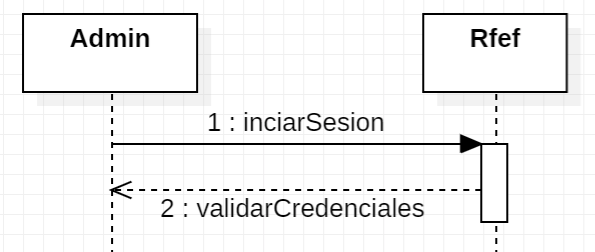 Admin
Rfef
1 : inciarSesion
2 : validarCredenciales